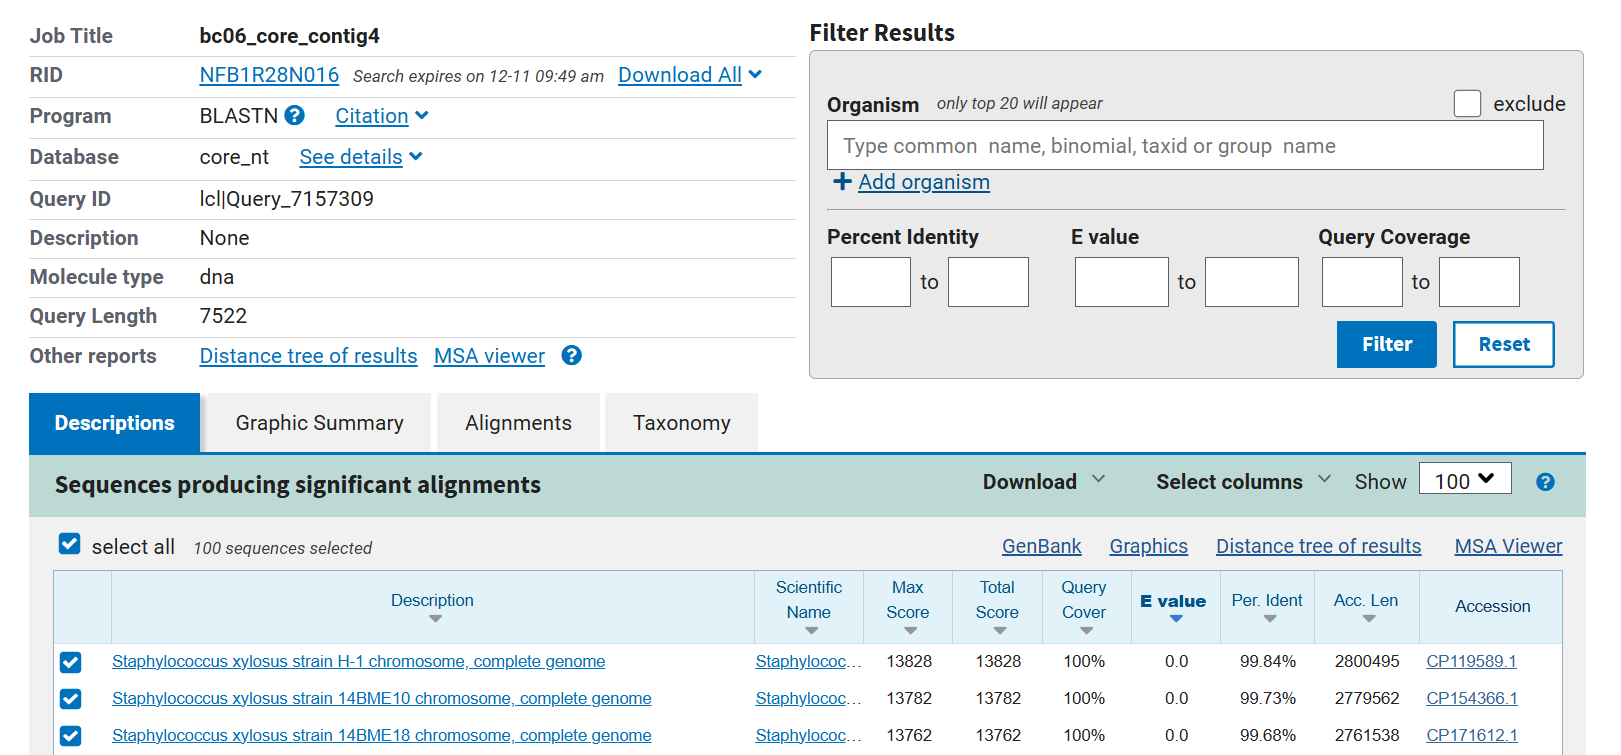 Job Title bc06_core_contig4
RID NFB1R28N016 Search expires on 12-11 09:49 am Download All
Program BLASTN ? Citation
Database core_nt See details
Query ID lcl|Query_7157309
Description None
Molecule type dna
Query Length 7522
Other reports Distance tree of results MSA viewer ?
Filter Results
Organism only top 20 will appear exclude
Type common name, binomial, taxid or group name
+ Add organism
Percent Identity E value Query Coverage
to to to
Filter Reset
Descriptions Graphic Summary Alignments Taxonomy
Sequences producing significant alignments Download Select columns Show 100 ?
select all 100 sequences selected GenBank Graphics Distance tree of results MSA Viewer
Description Scientific Name Max Score Total Score Query Cover E value Per. Ident Acc. Len Accession
Staphylococcus xylosus strain H-1 chromosome, complete genome Staphylococ... 13828 13828 100% 0.0 99.84% 2800495 CP119589.1
Staphylococcus xylosus strain 14BME10 chromosome, complete genome Staphylococ... 13782 13782 100% 0.0 99.73% 2779562 CP154366.1
Staphylococcus xylosus strain 14BME18 chromosome, complete genome Staphylococ... 13762 13762 100% 0.0 99.68% 2761538 CP171612.1